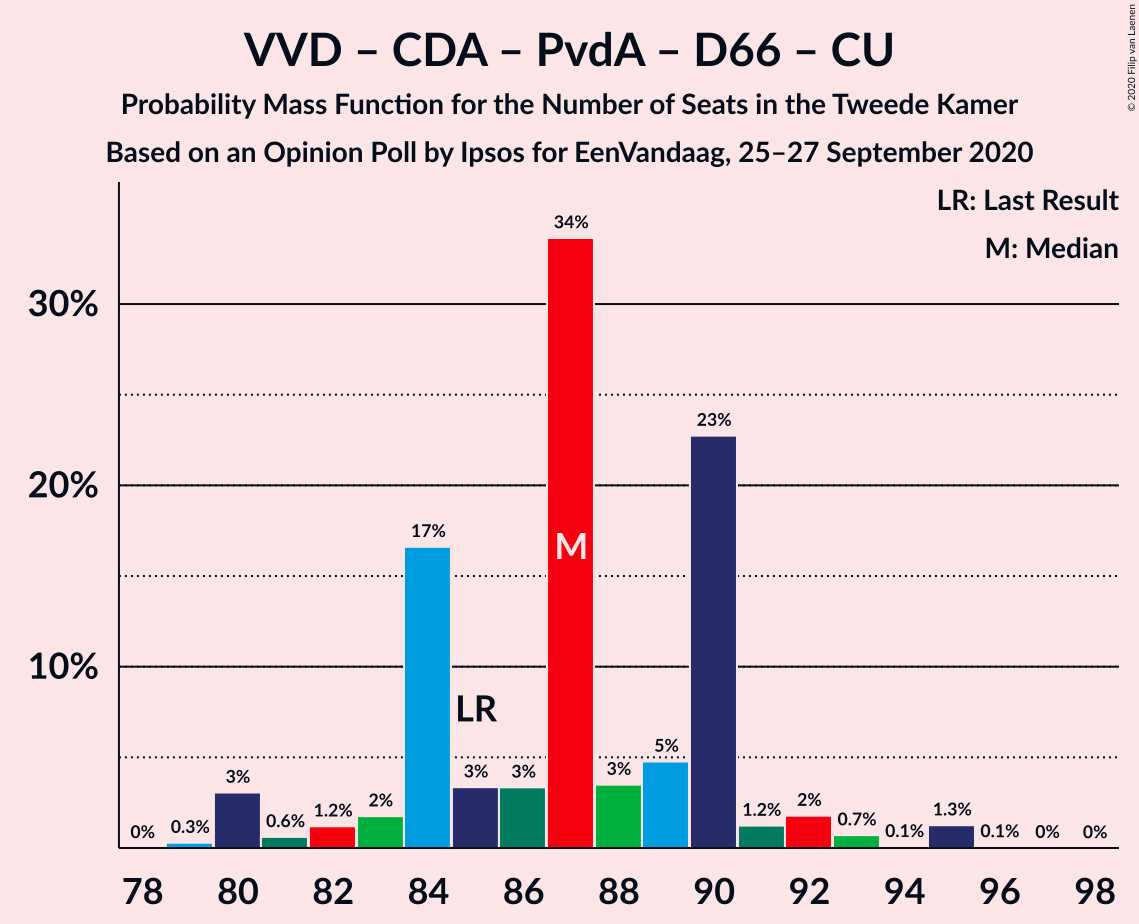 VVD – CDA – PvdA – D66 – CU
Probability Mass Function for the Number of Seats in the Tweede Kamer
Based on an Opinion Poll by Ipsos for EenVandaag, 25–27 September 2020
© 2020 Filip van Laenen
LR: Last Result
M: Median
34%
30%
23%
20%
17%
M
10%
LR
5%
3%
3%
3%
3%
2%
2%
1.2%
1.2%
1.3%
0.6%
0.7%
0%
0.3%
0.1%
0.1%
0%
0%
78 80 82 84 86 88 90 92 94 96 98